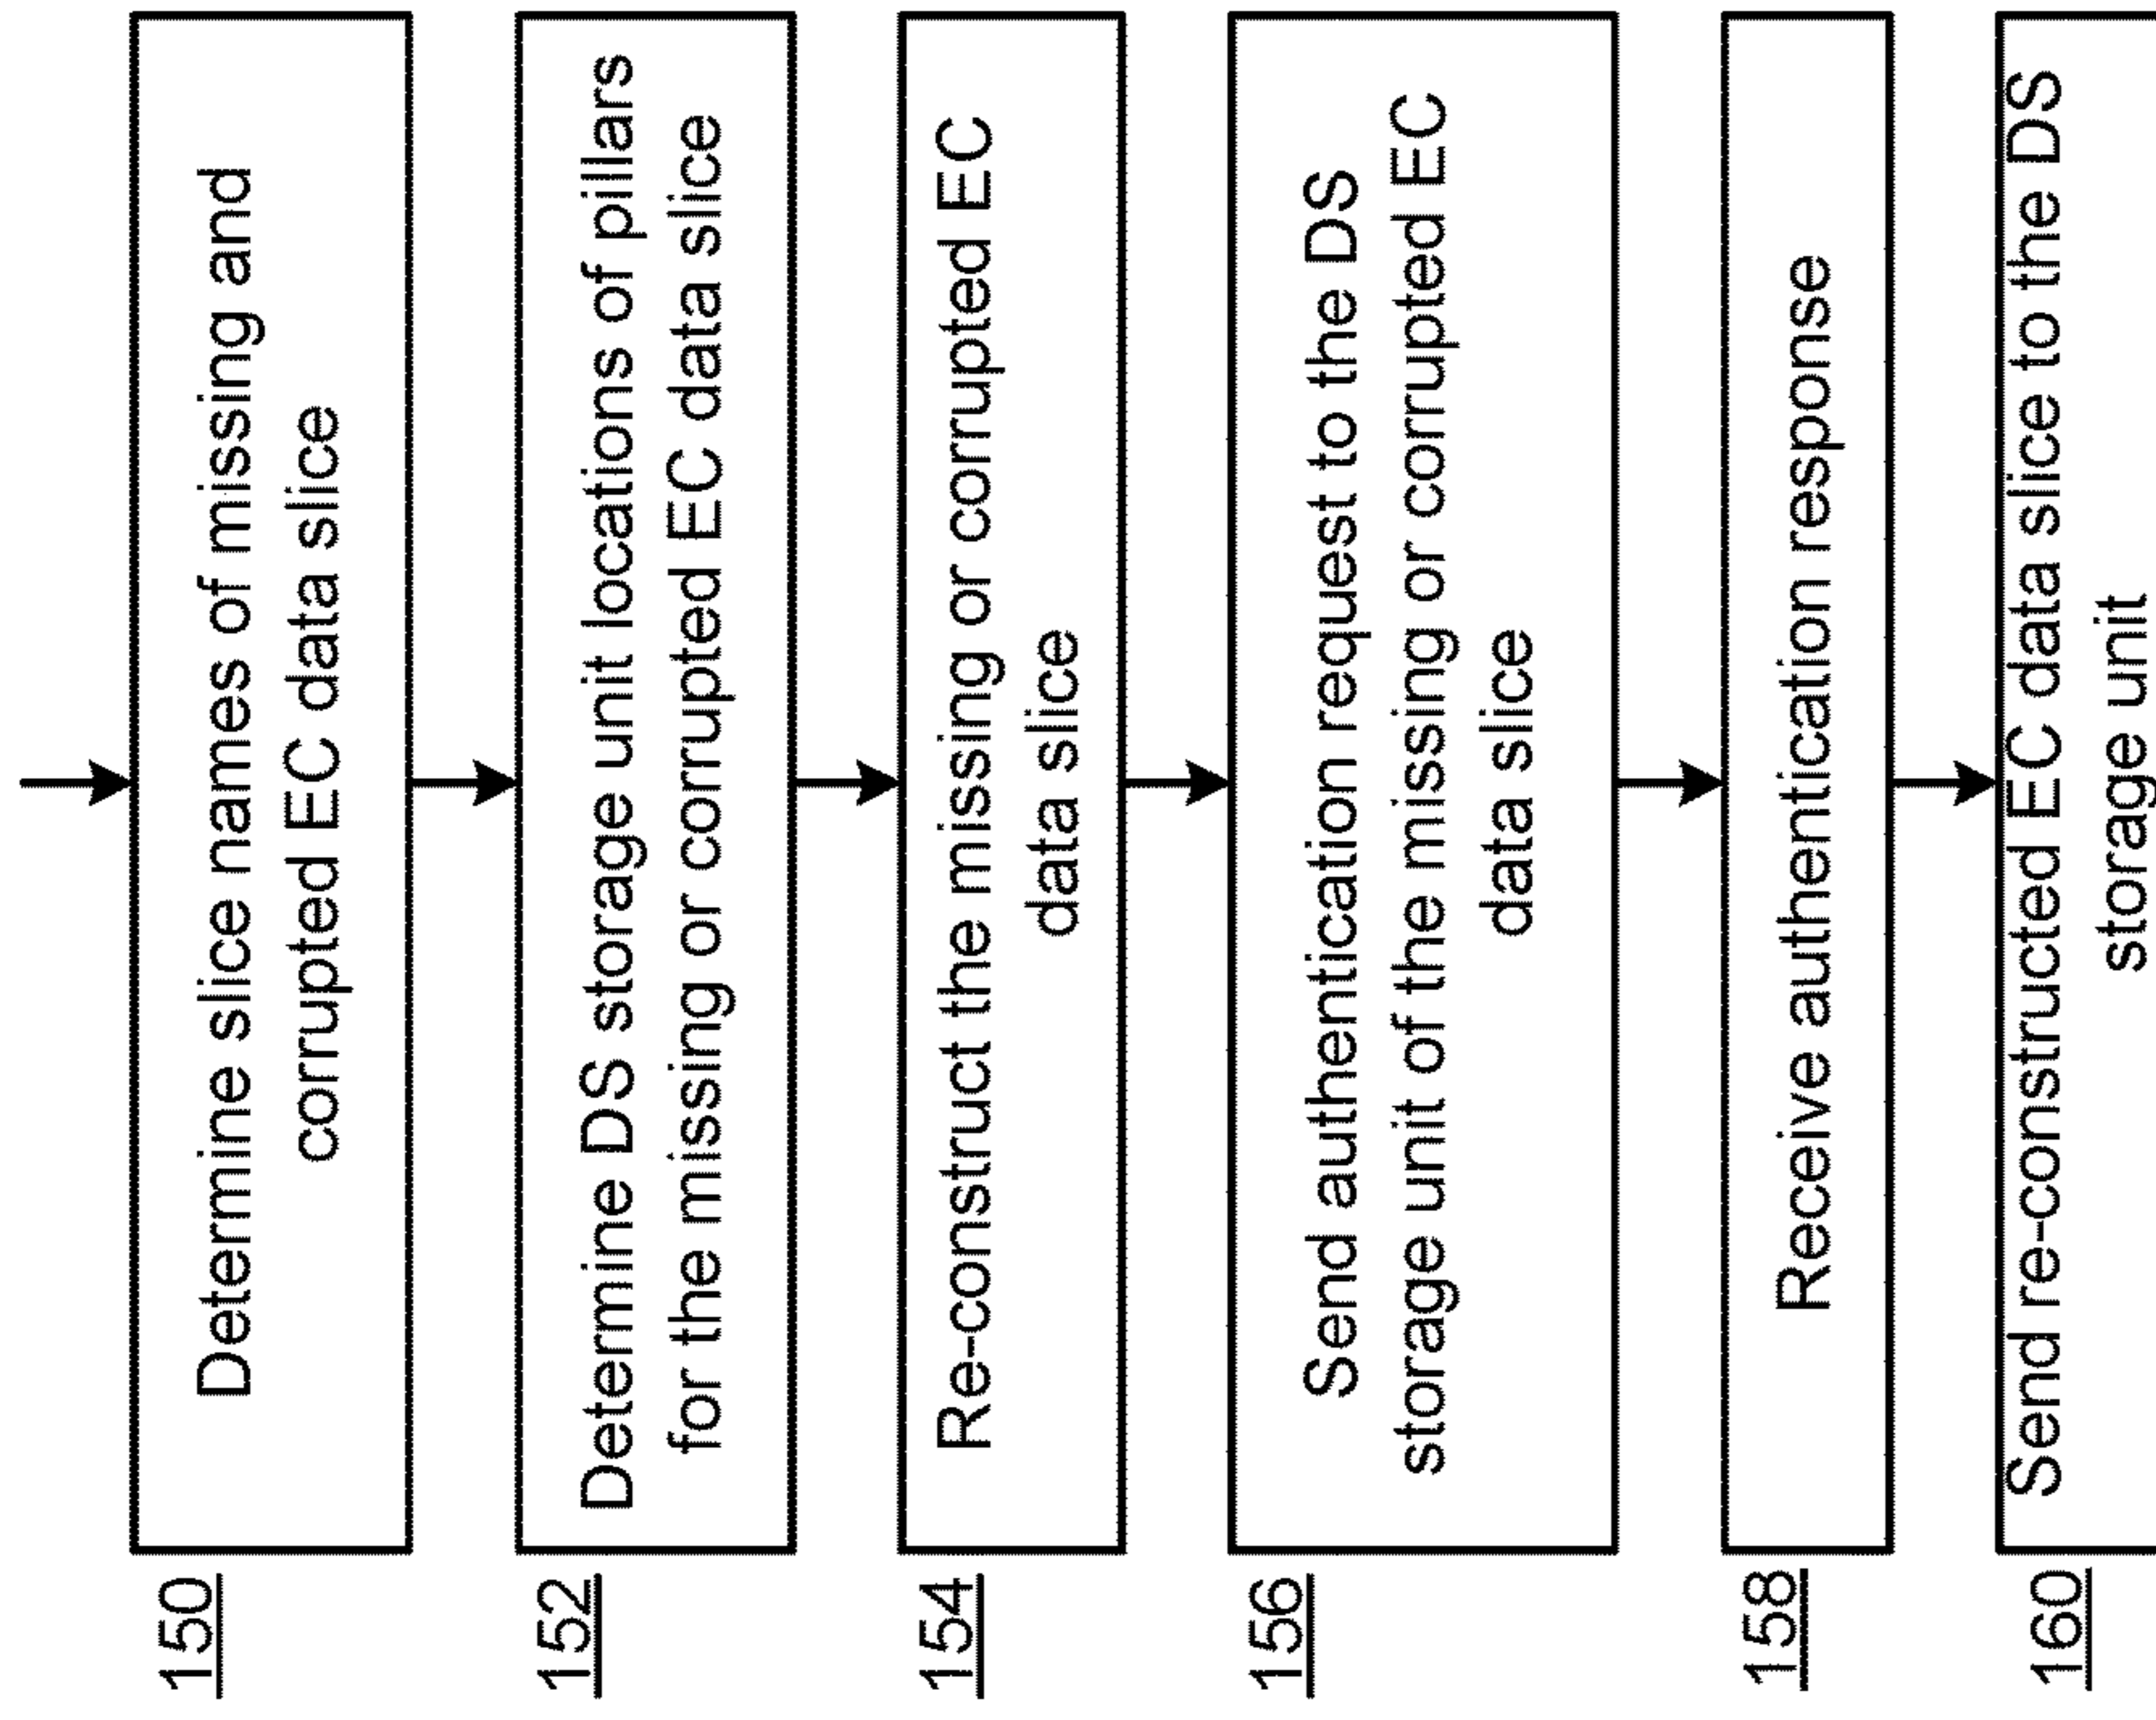 150
Determine slice names of missing and
corrupted EC data slice
152
Determine DS storage unit locations of pillars
for the missing or corrupted EC data slice
154
Re-construct the missing or corrupted EC
data slice
156
Send authentication request to the DS
storage unit of the missing or corrupted EC
data slice
158
Receive authentication response
160
Send re-constructed EC data slice to the DS
storage unit